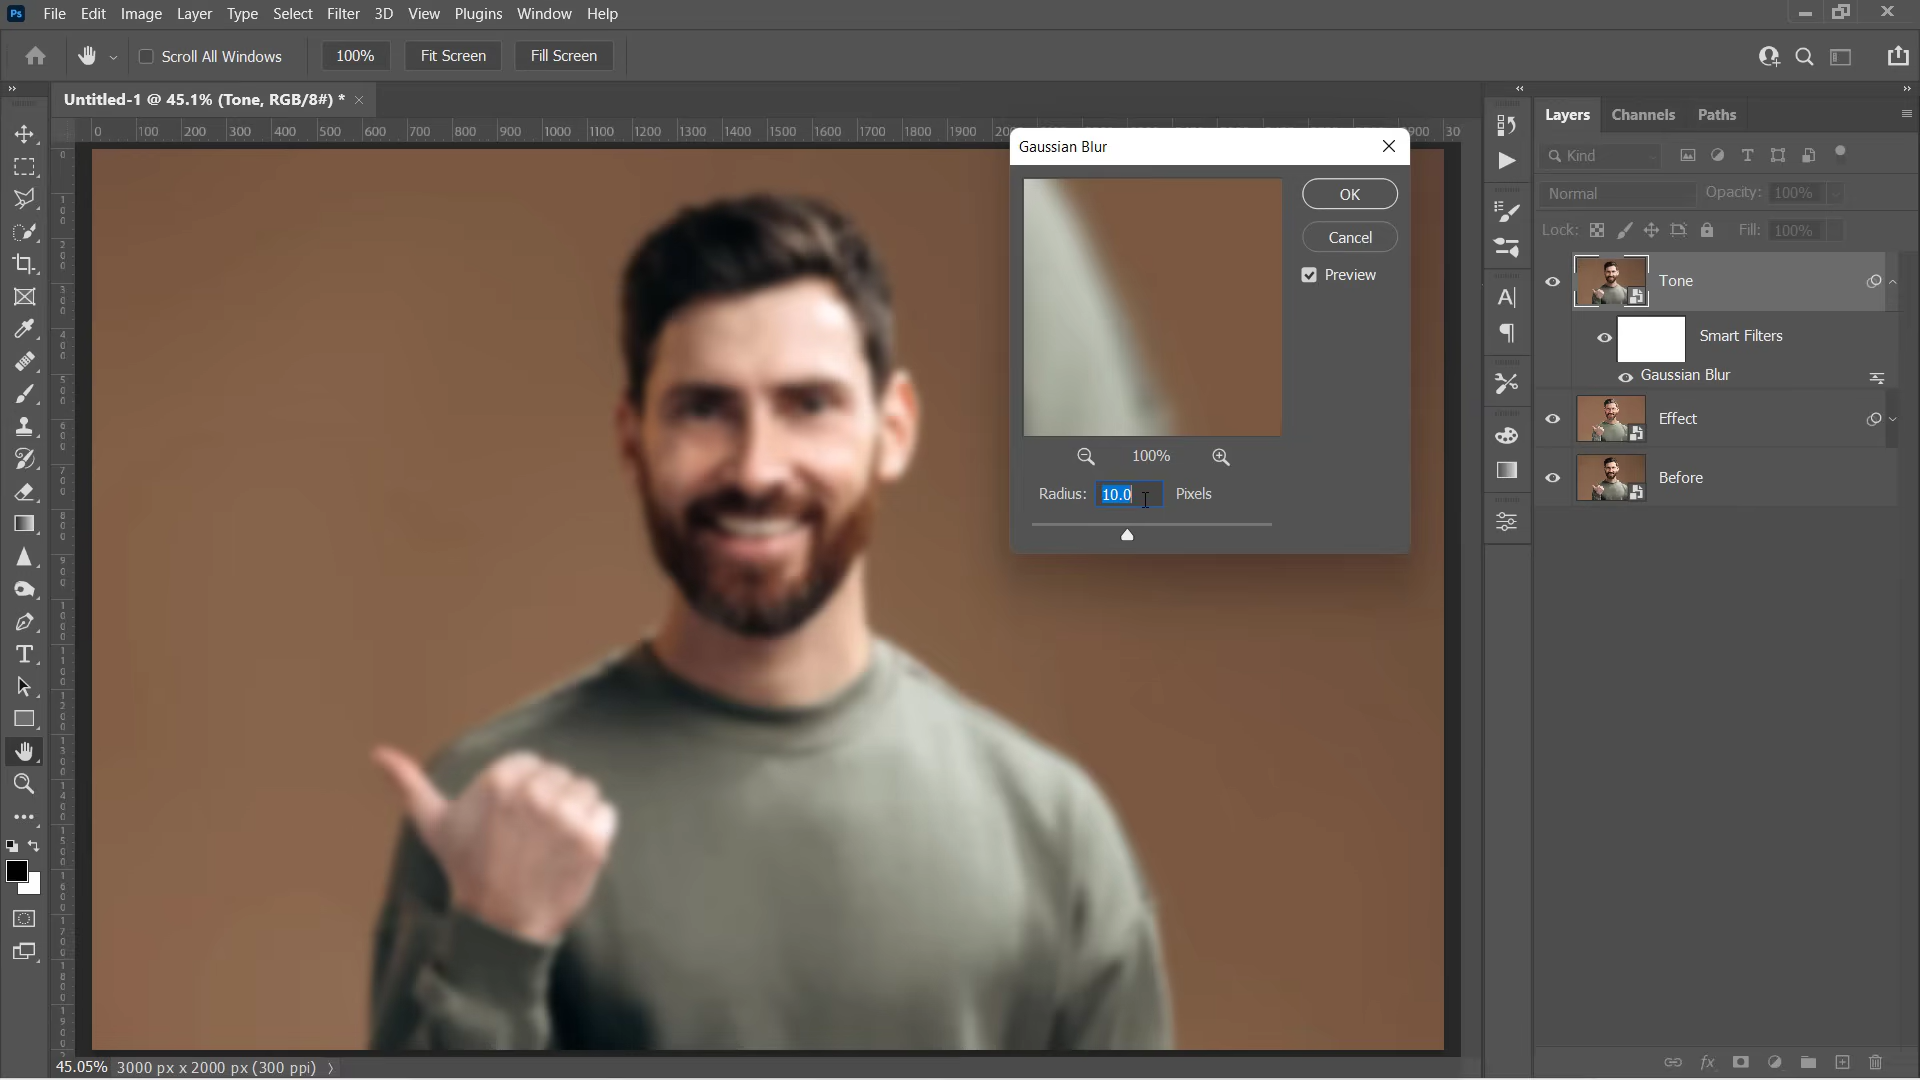 Ps File Edit Image Layer Type Select Filter 3D View Plugins Window Help
Scroll All Windows 100% Fit Screen Fill Screen
Untitled-1 @ 45.1% (Tone, RGB/8#) * ×
0 100 200 300 400 500 600 700 800 900 1000 1100 1200 1300 1400 1500 1600 1700 1800 1900
Gaussian Blur
OK
Cancel
Preview
100%
Radius: 10.0 Pixels
Layers Channels Paths
Kind
Normal Opacity: 100%
Lock: Fill: 100%
Tone
Smart Filters
Gaussian Blur
Effect
Before
45.05% 3000 px x 2000 px (300 ppi)